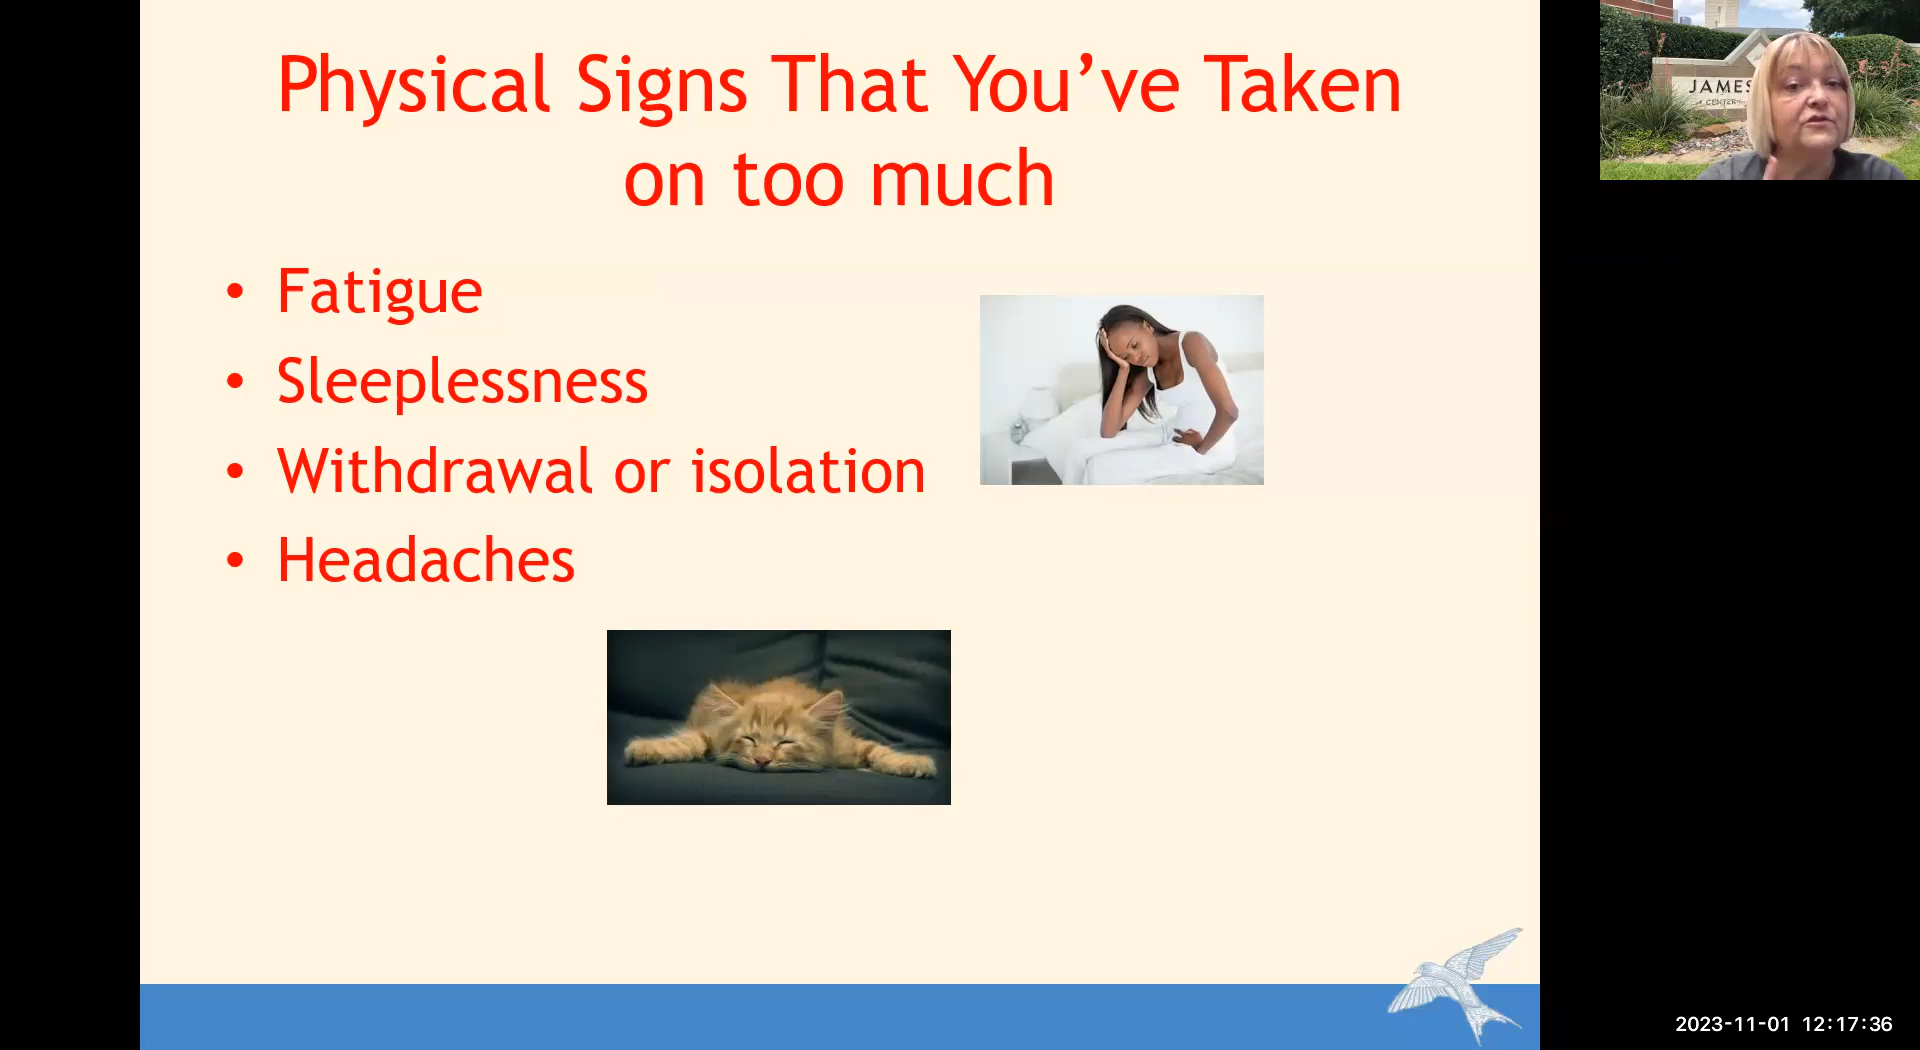 Physical Signs That You’ve Taken
on too much
• Fatigue
• Sleeplessness
• Withdrawal or isolation
• Headaches
JAMES
CENTER
2023-11-01 12:17:36